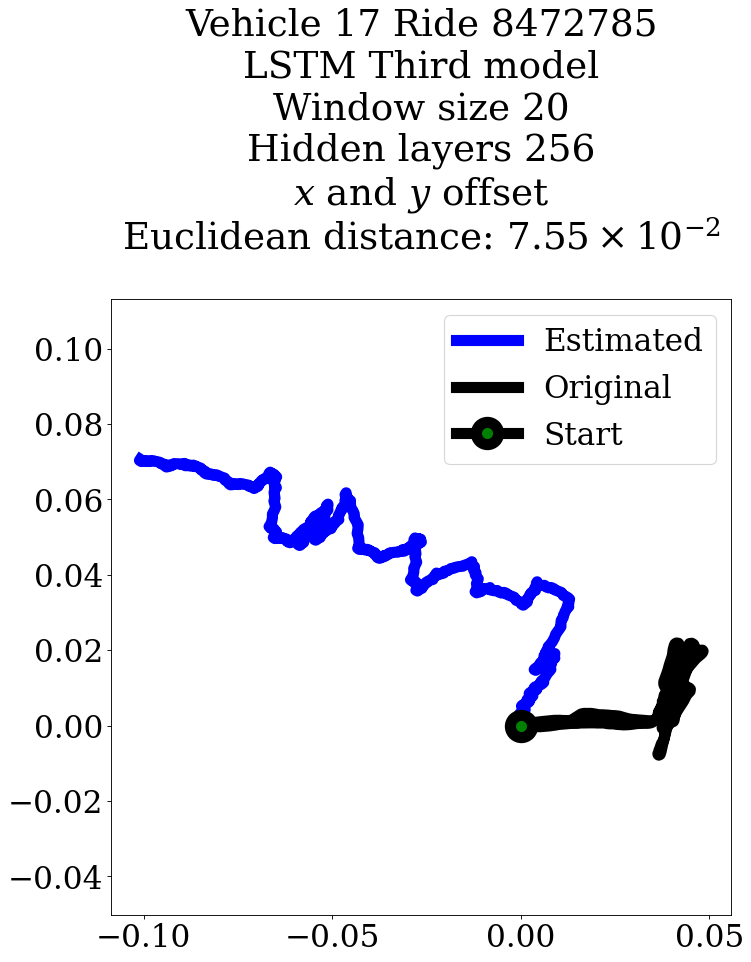 Vehicle 17 Ride 8472785
LSTM Third model
Window size 20
Hidden layers 256
x and y offset
Euclidean distance: 7.55 × 10⁻²
Estimated
Original
Start
0.10
0.08
0.06
0.04
0.02
0.00
−0.02
−0.04
−0.10 −0.05 0.00 0.05